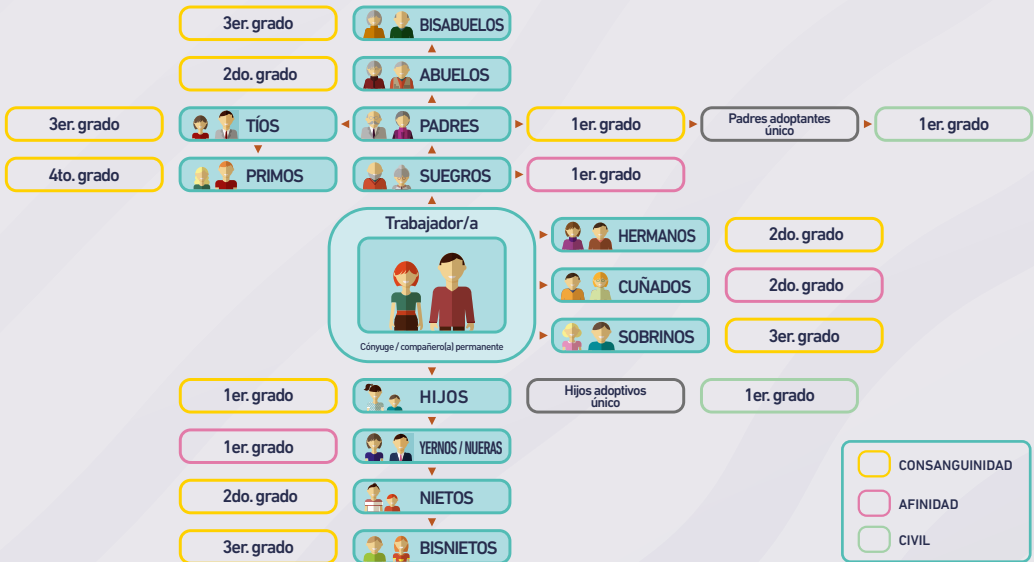 3er. grado
BISABUELOS
2do. grado
ABUELOS
3er. grado
TÍOS
PADRES
1er. grado
Padres adoptantes
único
1er. grado
4to. grado
PRIMOS
SUEGROS
1er. grado
Trabajador/a
Cónyuge / compañero(a) permanente
HERMANOS
2do. grado
CUÑADOS
2do. grado
SOBRINOS
3er. grado
1er. grado
HIJOS
Hijos adoptivos
único
1er. grado
1er. grado
YERNOS / NUERAS
2do. grado
NIETOS
3er. grado
BISNIETOS
CONSANGUINIDAD
AFINIDAD
CIVIL